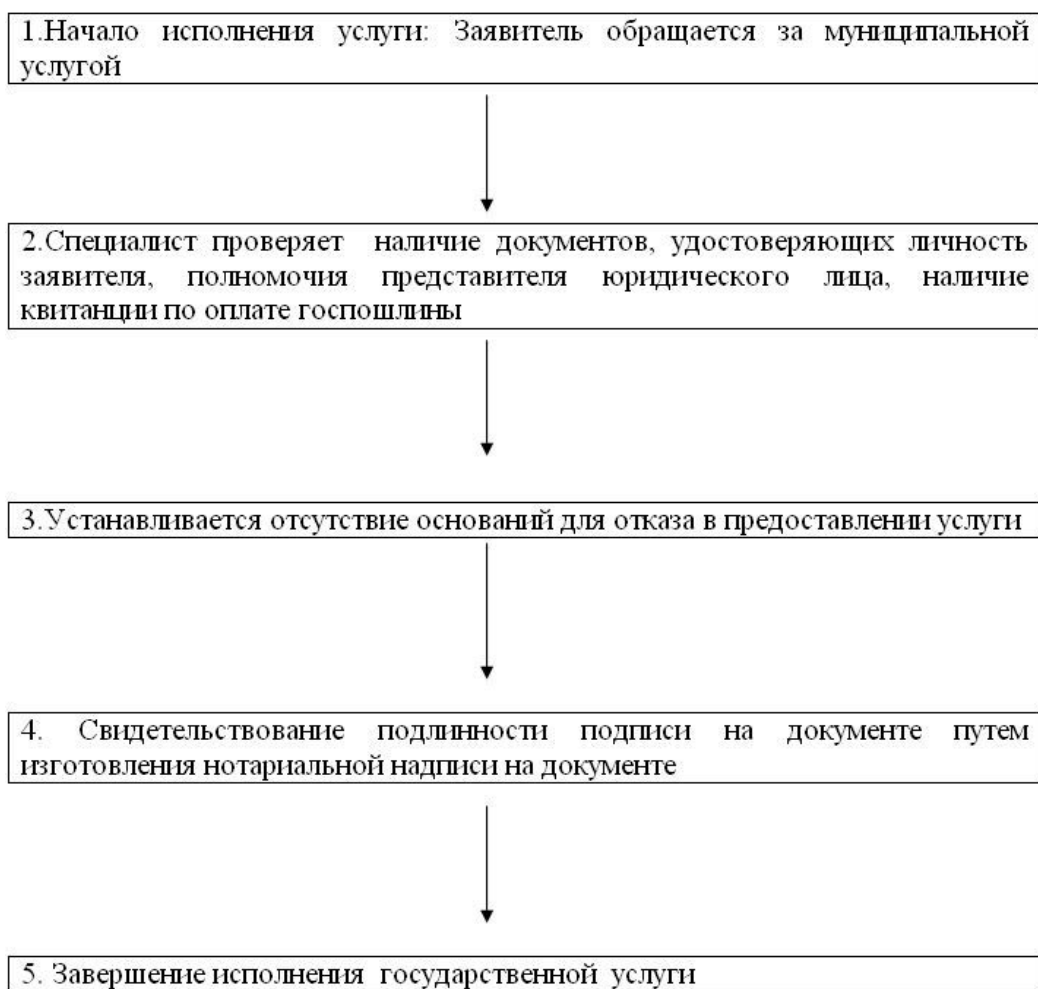 1.Начало исполнения услуги: Заявитель обращается за муниципальной
услугой
2.Специалист проверяет наличие документов, удостоверяющих личность
заявителя, полномочия представителя юридического лица, наличие
квитанции по оплате госпошлины
3.Устанавливается отсутствие оснований для отказа в предоставлении услуги
4. Свидетельствование подлинности подписи на документе путем
изготовления нотариальной надписи на документе
5. Завершение исполнения государственной услуги